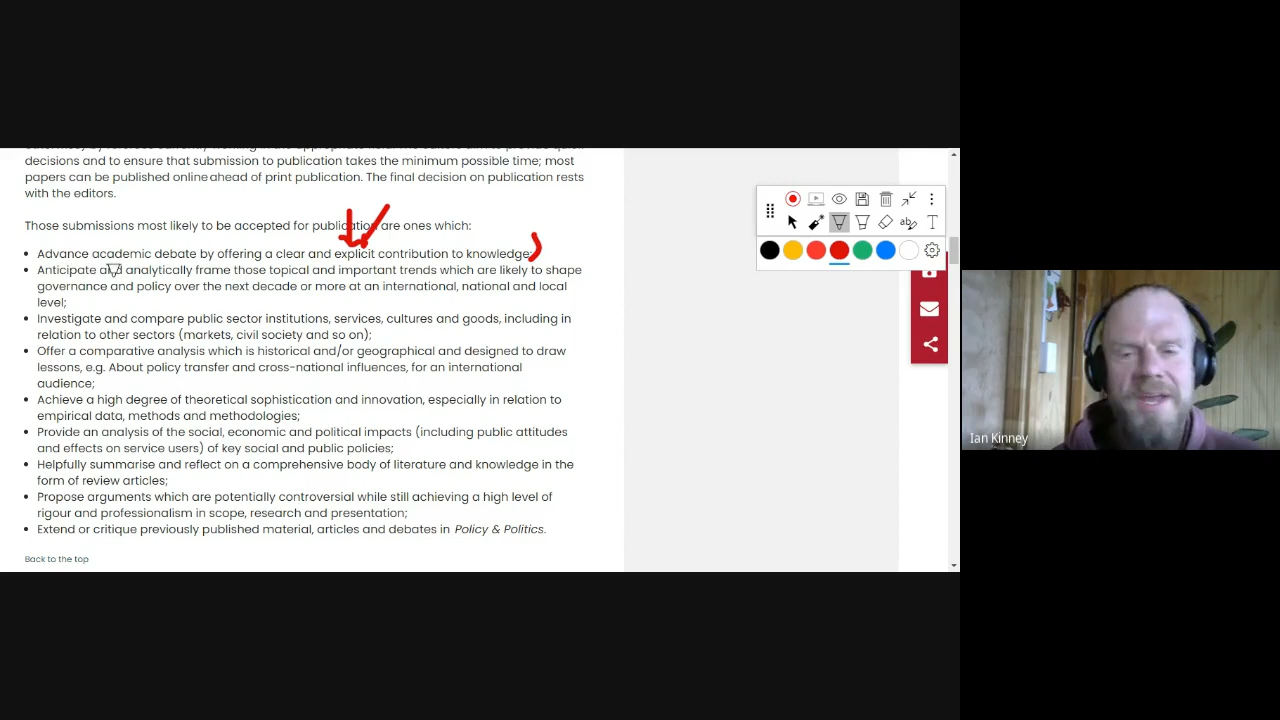 decisions and to ensure that submission to publication takes the minimum possible time; most
papers can be published online ahead of print publication. The final decision on publication rests
with the editors.
Those submissions most likely to be accepted for publication are ones which:
Advance academic debate by offering a clear and explicit contribution to knowledge;
Anticipate analytically frame those topical and important trends which are likely to shape
governance and policy over the next decade or more at an international, national and local
level;
Investigate and compare public sector institutions, services, cultures and goods, including in
relation to other sectors (markets, civil society and so on);
Offer a comparative analysis which is historical and/or geographical and designed to draw
lessons, e.g. About policy transfer and cross-national influences, for an international
audience;
Achieve a high degree of theoretical sophistication and innovation, especially in relation to
empirical data, methods and methodologies;
Provide an analysis of the social, economic and political impacts (including public attitudes
and effects on service users) of key social and public policies;
Helpfully summarise and reflect on a comprehensive body of literature and knowledge in the
form of review articles;
Propose arguments which are potentially controversial while still achieving a high level of
rigour and professionalism in scope, research and presentation;
Extend or critique previously published material, articles and debates in Policy & Politics.
Back to the top
Ian Kinney